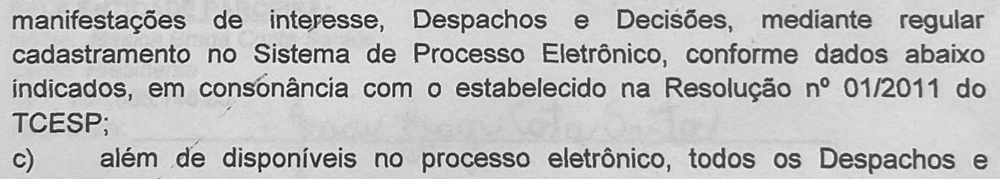 manifestações de interesse, Despachos e Decisões, mediante regular
cadastramento no Sistema de Processo Eletrônico, conforme dados abaixo
indicados, em consonância com o estabelecido na Resolução nº 01/2011 do
TCESP;
c) além de disponíveis no processo eletrônico, todos os Despachos e